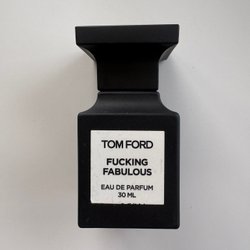 TOM FORD
FUCKING
FABULOUS
EAU DE PARFUM
30 ML